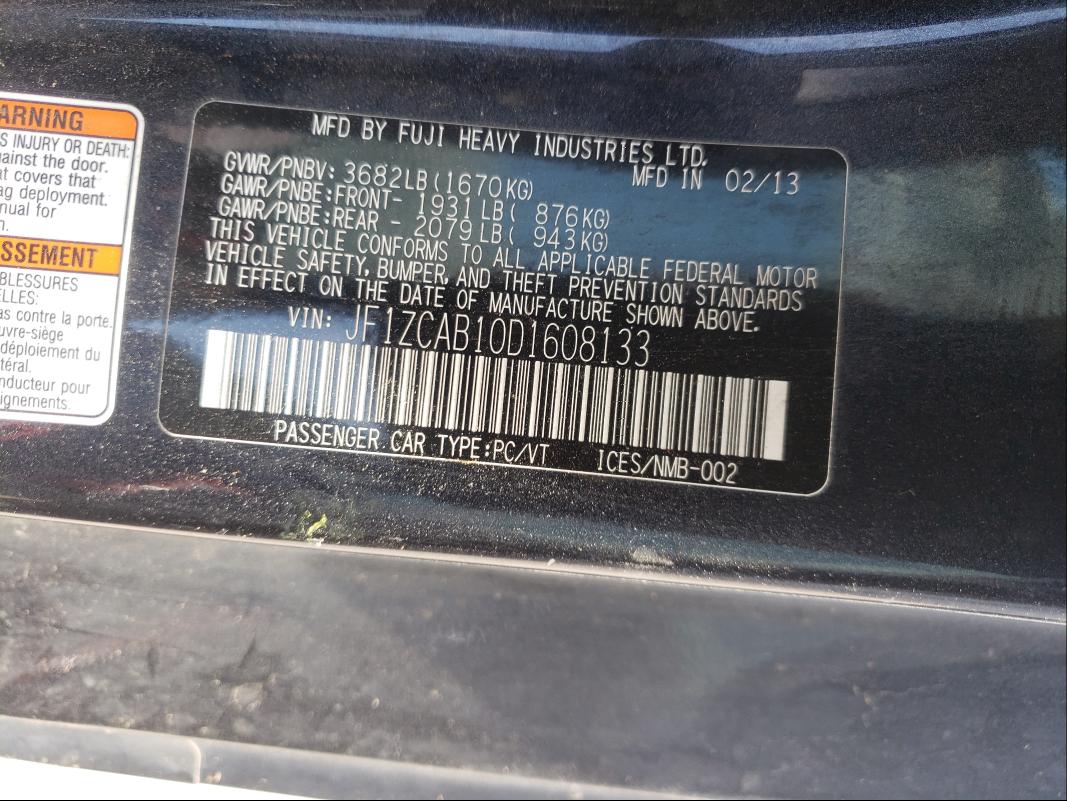 ARNING
S INJURY OR DEATH:
ainst the door.
t covers that
ag deployment.
nual for
n.
SSEMENT
BLESSURES
ELLES:
as contre la porte.
uvre-siège
déploiement du
téral.
nducteur pour
ignements.
MFD BY FUJI HEAVY INDUSTRIES LTD.
GVWR/PNBV: 3682LB(1670KG) MFD IN 02/13
GAWR/PNBE:FRONT- 1931LB( 876KG)
GAWR/PNBE:REAR - 2079LB( 943KG)
THIS VEHICLE CONFORMS TO ALL APPLICABLE FEDERAL MOTOR
VEHICLE SAFETY, BUMPER, AND THEFT PREVENTION STANDARDS
IN EFFECT ON THE DATE OF MANUFACTURE SHOWN ABOVE.
VIN: JF1ZCAB10D1608133
PASSENGER CAR TYPE:PC/VT ICES/NMB-002